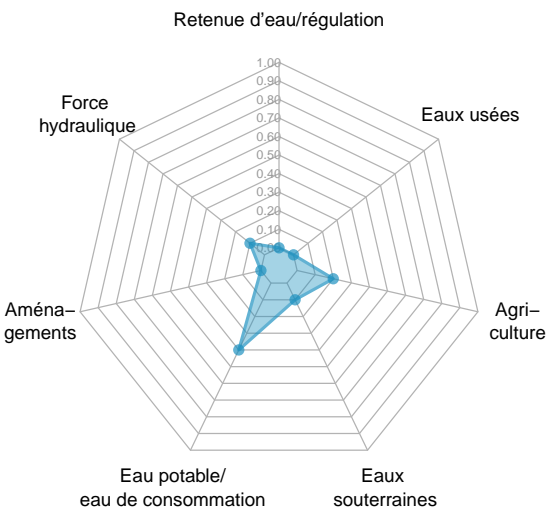 Retenue d'eau/régulation
1.00
0.90
0.80
0.70
0.60
0.50
0.40
0.30
0.20
0.10
0.00
Force
hydraulique
Eaux usées
Aména–
gements
Agri–
culture
Eau potable/
eau de consommation
Eaux
souterraines